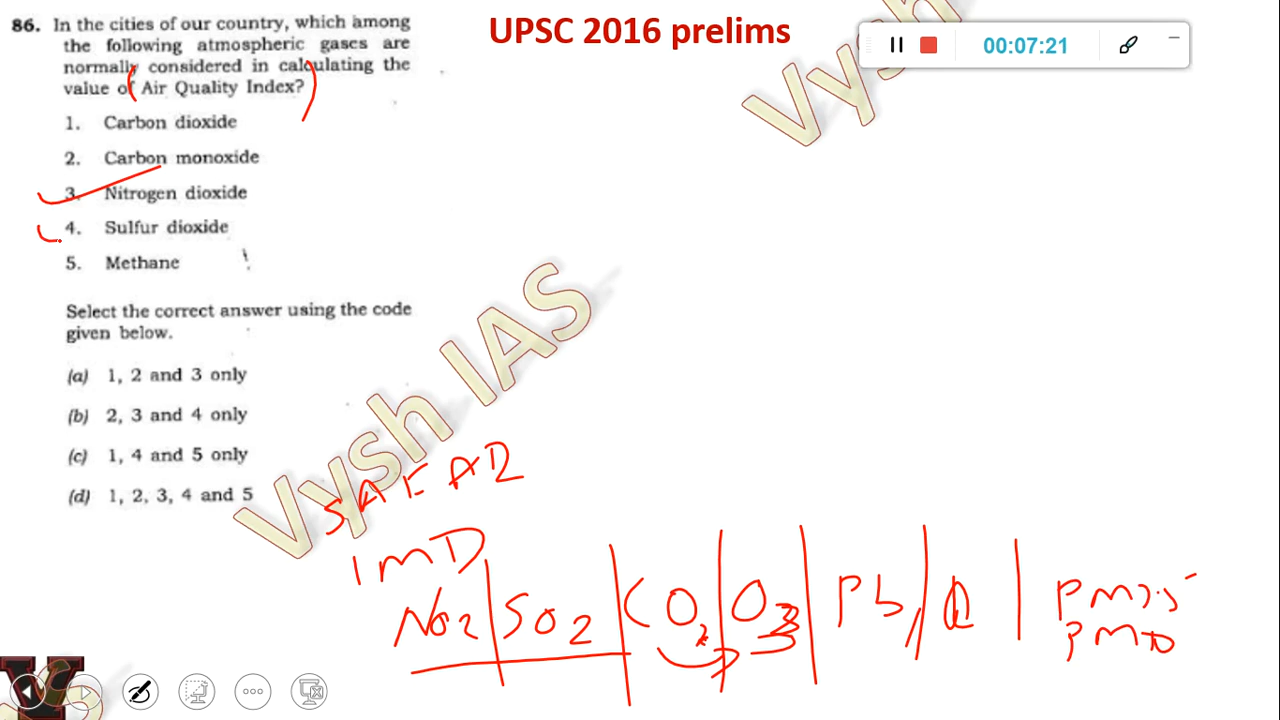 UPSC 2016 prelims
00:07:21
86. In the cities of our country, which among
the following atmospheric gases are
normally considered in calculating the
value of Air Quality Index?
1. Carbon dioxide
2. Carbon monoxide
3. Nitrogen dioxide
4. Sulfur dioxide
5. Methane
Select the correct answer using the code
given below.
(a) 1, 2 and 3 only
(b) 2, 3 and 4 only
(c) 1, 4 and 5 only
(d) 1, 2, 3, 4 and 5
Vysh IAS
Vysh
SAFAR
IMD
NO2 SO2 CO2 O3 Pb,
PM2.5
PM10